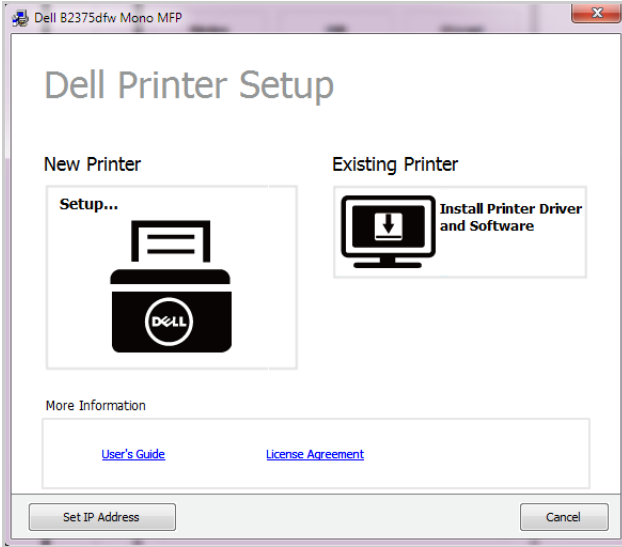 Dell B2375dfw Mono MFP
Dell Printer Setup
New Printer
Existing Printer
Setup...
Install Printer Driver
and Software
DELL
More Information
User's Guide
License Agreement
Set IP Address
Cancel